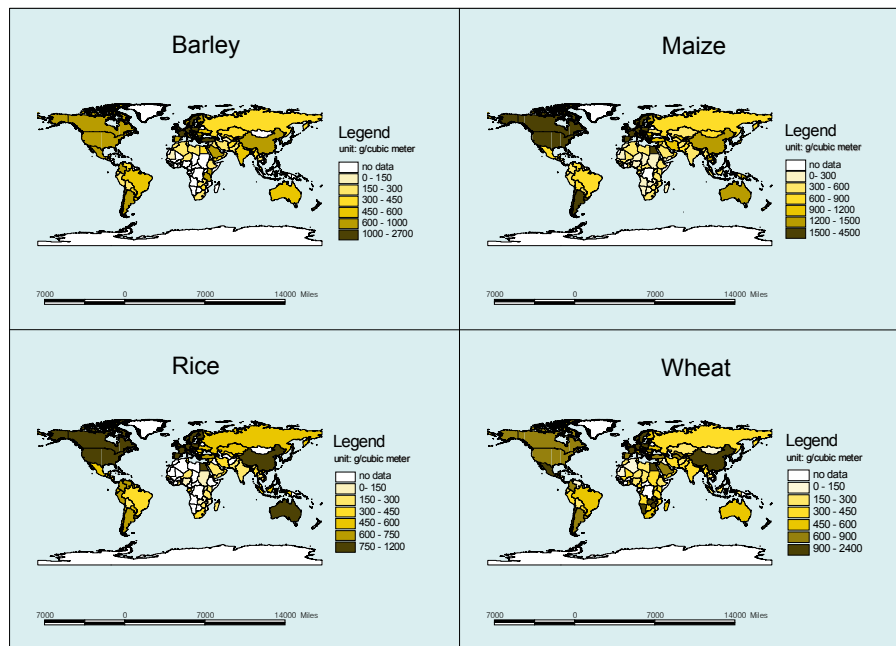 Barley
Legend
unit: g/cubic meter
no data
0 - 150
150 - 300
300 - 450
450 - 600
600 - 1000
1000 - 2700
7000 0 7000 14000 Miles
Maize
Legend
unit: g/cubic meter
no data
0- 300
300 - 600
600 - 900
900 - 1200
1200 - 1500
1500 - 4500
7000 0 7000 14000 Miles
Rice
Legend
unit: g/cubic meter
no data
0 - 150
150 - 300
300 - 450
450 - 600
600 - 750
750 - 1200
7000 0 7000 14000 Miles
Wheat
Legend
unit: g/cubic meter
no data
0 - 150
150 - 300
300 - 450
450 - 600
600 - 900
900 - 2400
7000 0 7000 14000 Miles